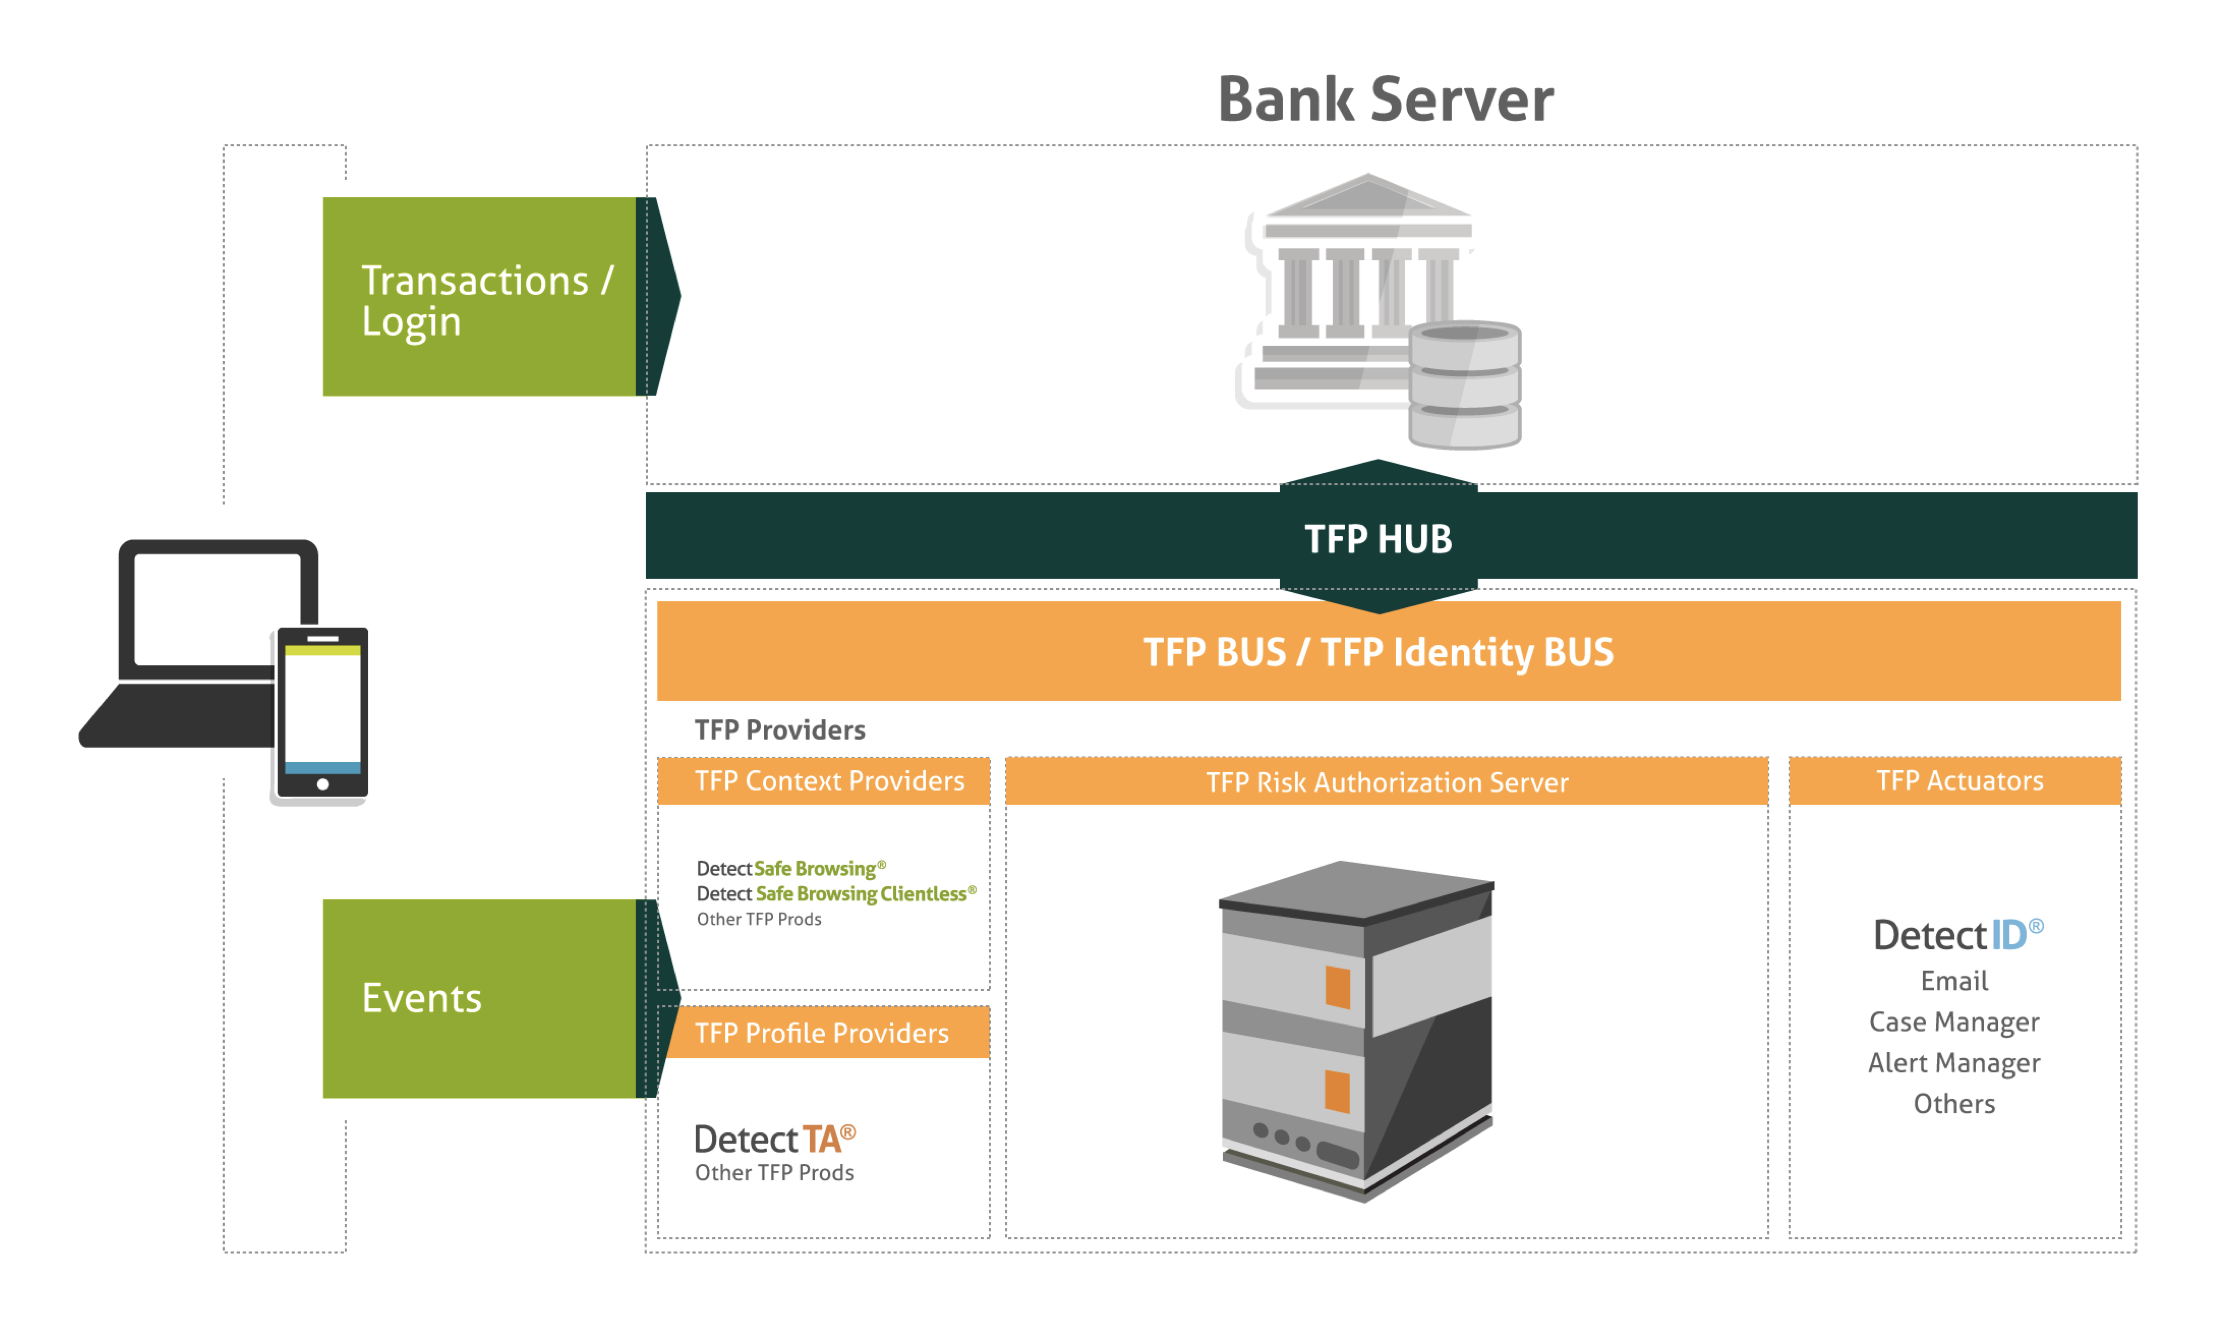 Bank Server
Transactions /
Login
TFP HUB
TFP BUS / TFP Identity BUS
TFP Providers
TFP Context Providers
Detect Safe Browsing®
Detect Safe Browsing Clientless®
Other TFP Prods
Events
TFP Profile Providers
Detect TA®
Other TFP Prods
TFP Risk Authorization Server
TFP Actuators
Detect ID®
Email
Case Manager
Alert Manager
Others